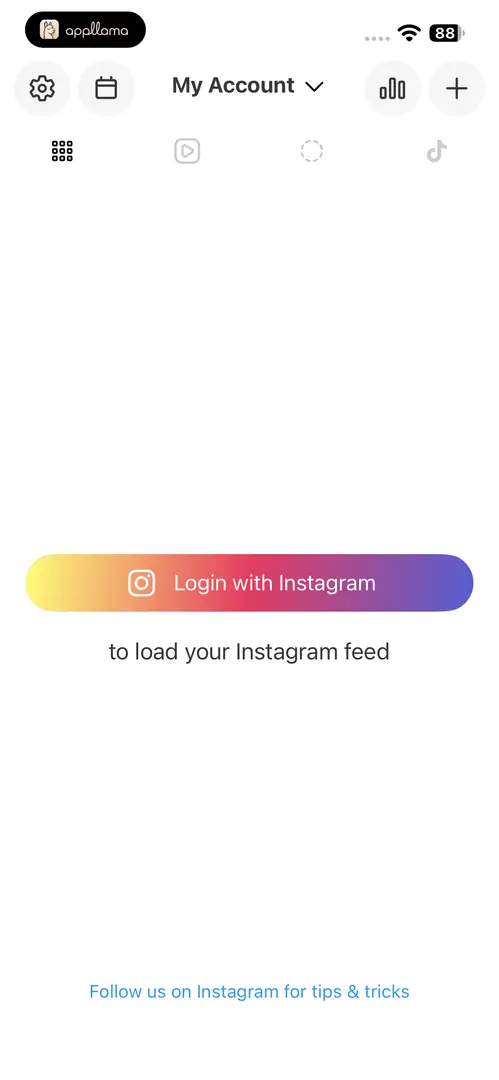 appllama
88
My Account
Login with Instagram
to load your Instagram feed
Follow us on Instagram for tips & tricks